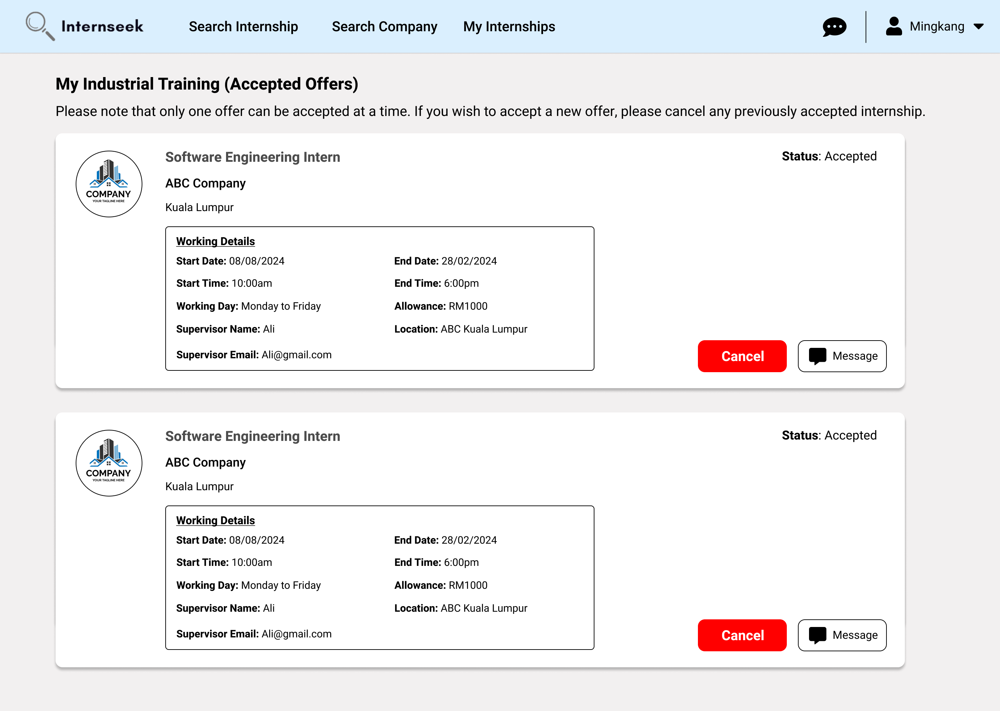 Internseek Search Internship Search Company My Internships Mingkang
My Industrial Training (Accepted Offers)
Please note that only one offer can be accepted at a time. If you wish to accept a new offer, please cancel any previously accepted internship.
COMPANY
YOUR TAGLINE HERE
Software Engineering Intern
Status: Accepted
ABC Company
Kuala Lumpur
Working Details
Start Date: 08/08/2024 End Date: 28/02/2024
Start Time: 10:00am End Time: 6:00pm
Working Day: Monday to Friday Allowance: RM1000
Supervisor Name: Ali Location: ABC Kuala Lumpur
Supervisor Email: Ali@gmail.com
Cancel Message
COMPANY
YOUR TAGLINE HERE
Software Engineering Intern
Status: Accepted
ABC Company
Kuala Lumpur
Working Details
Start Date: 08/08/2024 End Date: 28/02/2024
Start Time: 10:00am End Time: 6:00pm
Working Day: Monday to Friday Allowance: RM1000
Supervisor Name: Ali Location: ABC Kuala Lumpur
Supervisor Email: Ali@gmail.com
Cancel Message